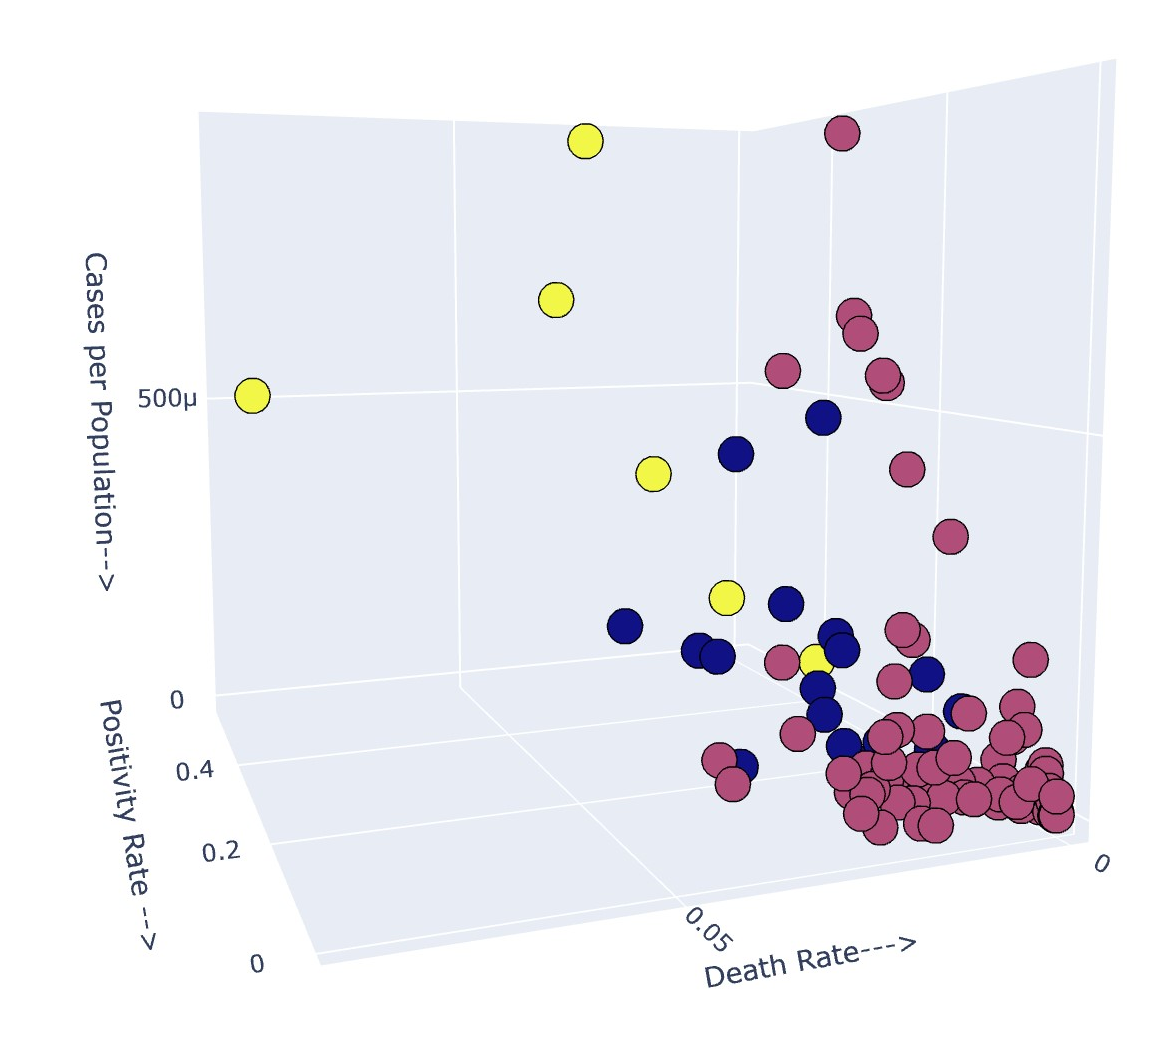 Cases per Population--->
500μ
0
Positivity Rate --->
0.4
0.2
0
0.05
0
Death Rate---->